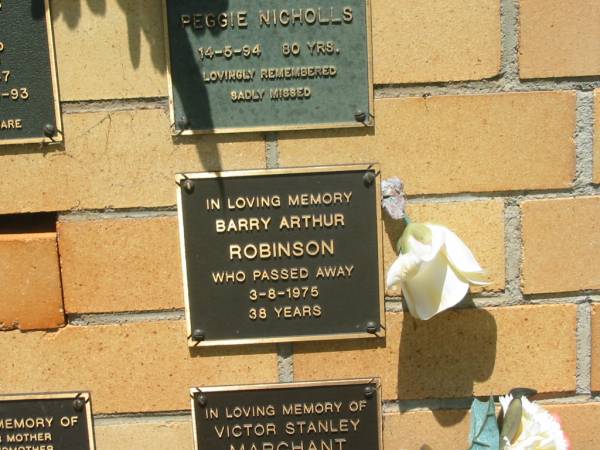 PEGGIE NICHOLLS
14-5-94 80 YRS.
LOVINGLY REMEMBERED
SADLY MISSED
-93
ARE
IN LOVING MEMORY
BARRY ARTHUR
ROBINSON
WHO PASSED AWAY
3-8-1975
38 YEARS
MEMORY OF
MOTHER
IN LOVING MEMORY OF
VICTOR STANLEY
MARCHANT